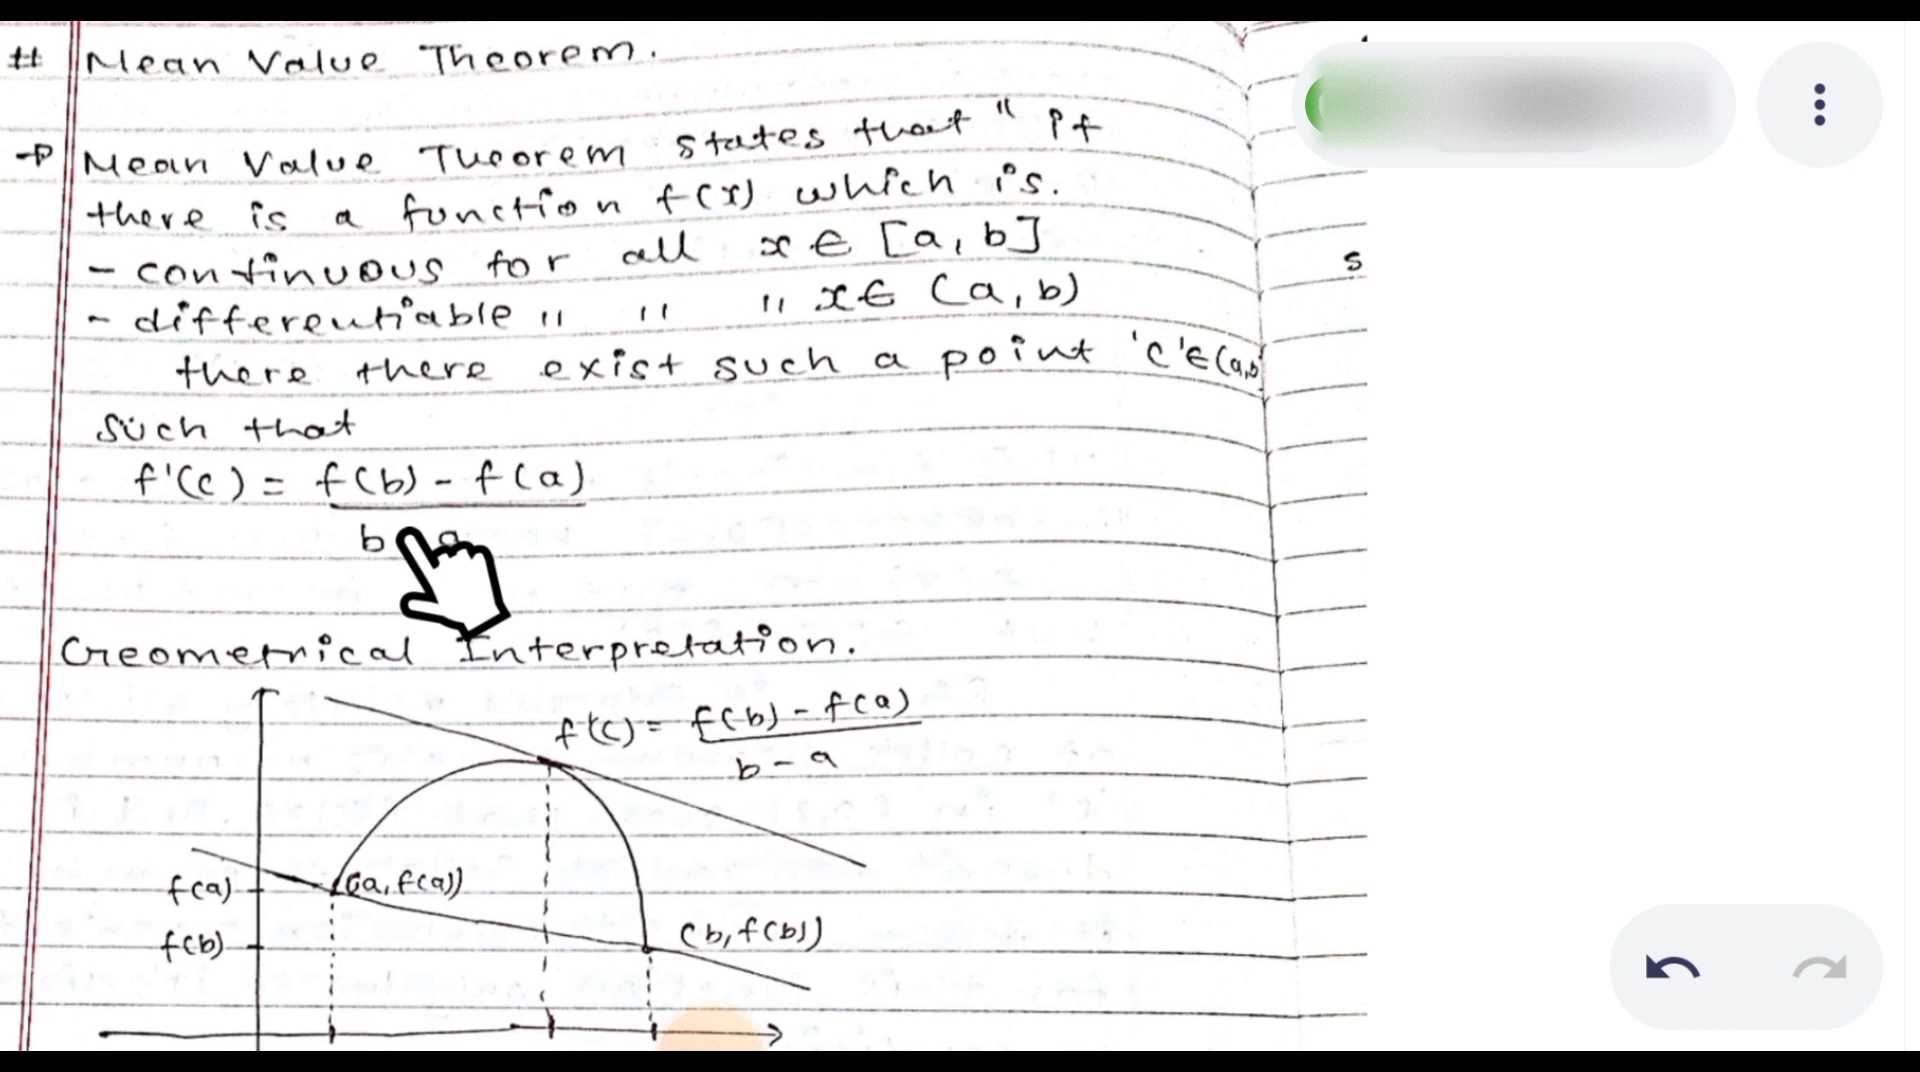 # Mean Value Theorem.
→ Mean Value Theorem states that " if
there is a function f(x) which is.
- continuous for all x ∈ [a, b]
- differentiable " " " x ∈ (a, b)
there there exist such a point 'c' ∈ (a,b
such that
f'(c) = f(b) - f(a)
b a
Geometrical Interpretation.
f'(c) = f(b) - f(a)
b - a
f(a) (a, f(a))
f(b) (b, f(b))
s